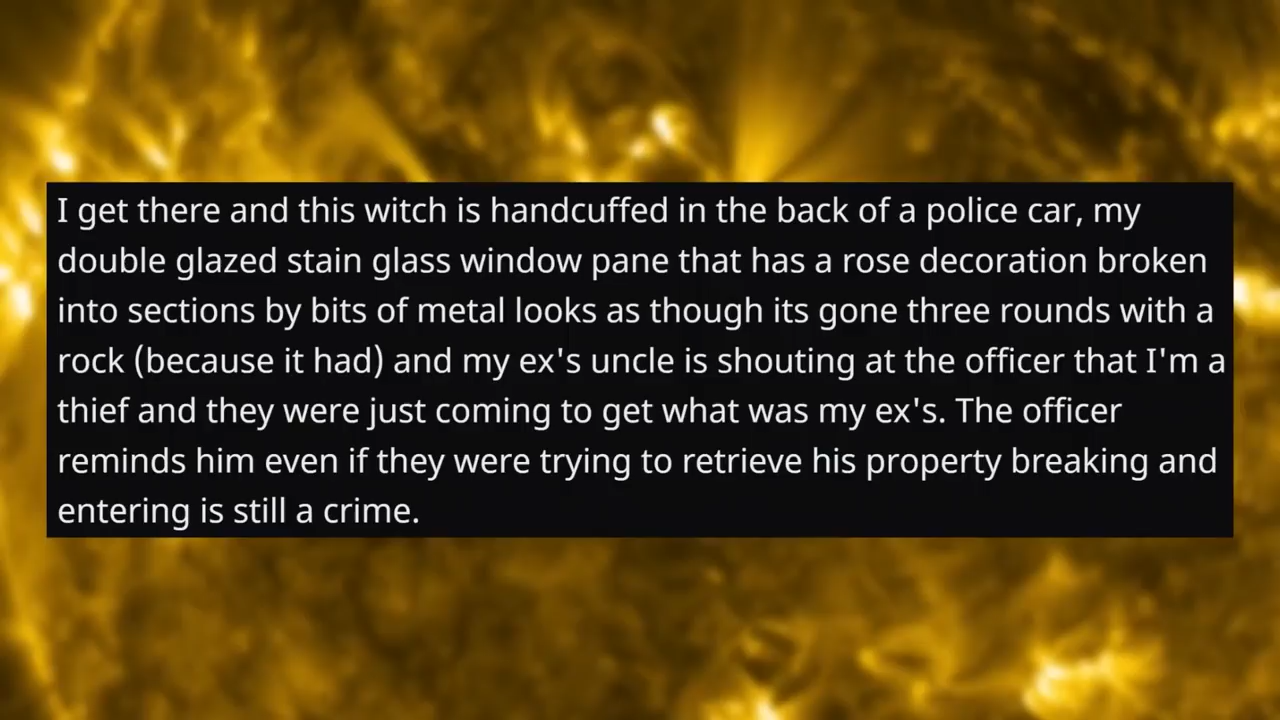 I get there and this witch is handcuffed in the back of a police car, my
double glazed stain glass window pane that has a rose decoration broken
into sections by bits of metal looks as though its gone three rounds with a
rock (because it had) and my ex's uncle is shouting at the officer that I'm a
thief and they were just coming to get what was my ex's. The officer
reminds him even if they were trying to retrieve his property breaking and
entering is still a crime.